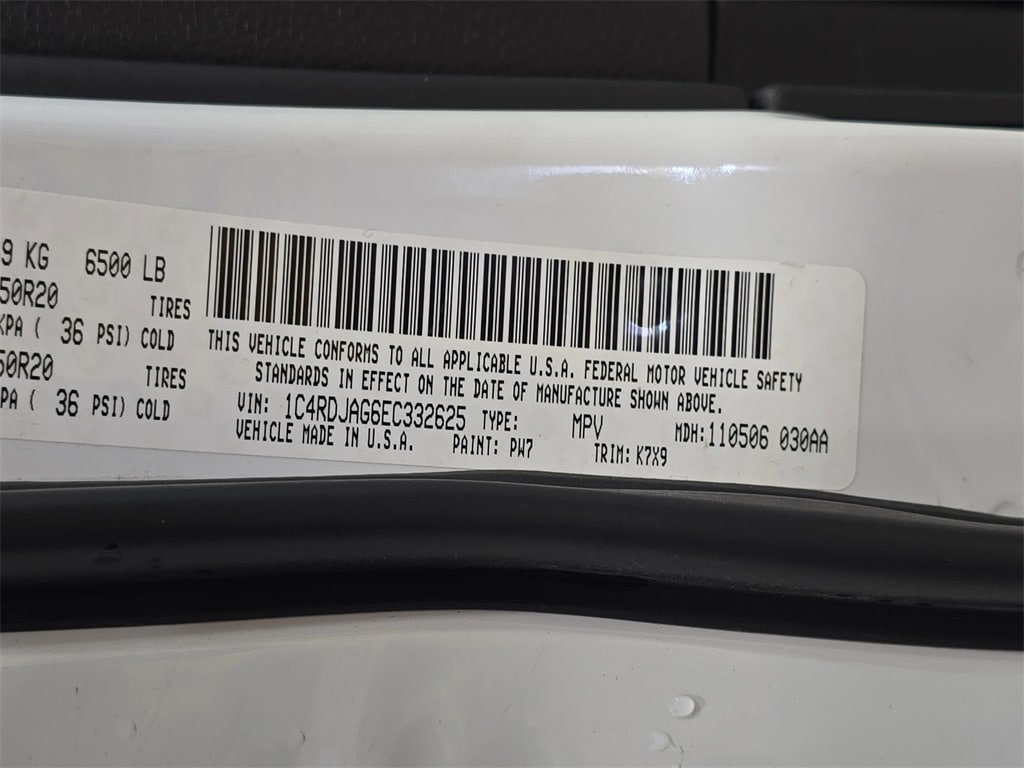 9 KG 6500 LB
50R20 TIRES
KPA ( 36 PSI) COLD
50R20 TIRES
PA ( 36 PSI) COLD
THIS VEHICLE CONFORMS TO ALL APPLICABLE U.S.A. FEDERAL MOTOR VEHICLE SAFETY
STANDARDS IN EFFECT ON THE DATE OF MANUFACTURE SHOWN ABOVE.
VIN: 1C4RDJAG6EC332625 TYPE: MPV MDH:110506 030AA
VEHICLE MADE IN U.S.A. PAINT: PW7 TRIM: K7X9